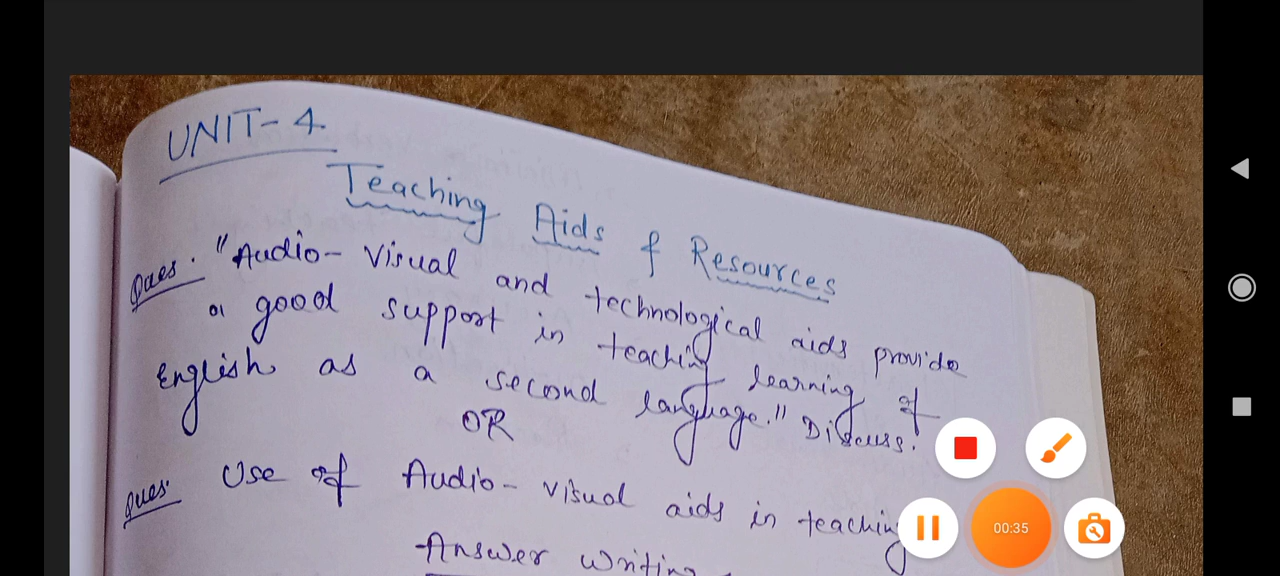 UNIT-4
Teaching Aids & Resources
Ques. "Audio-Visual and technological aids provide
a good support in teaching learning of
English as a second language." Discuss.
OR
Ques. Use of Audio-visual aids in teaching
Answer writing
00:35